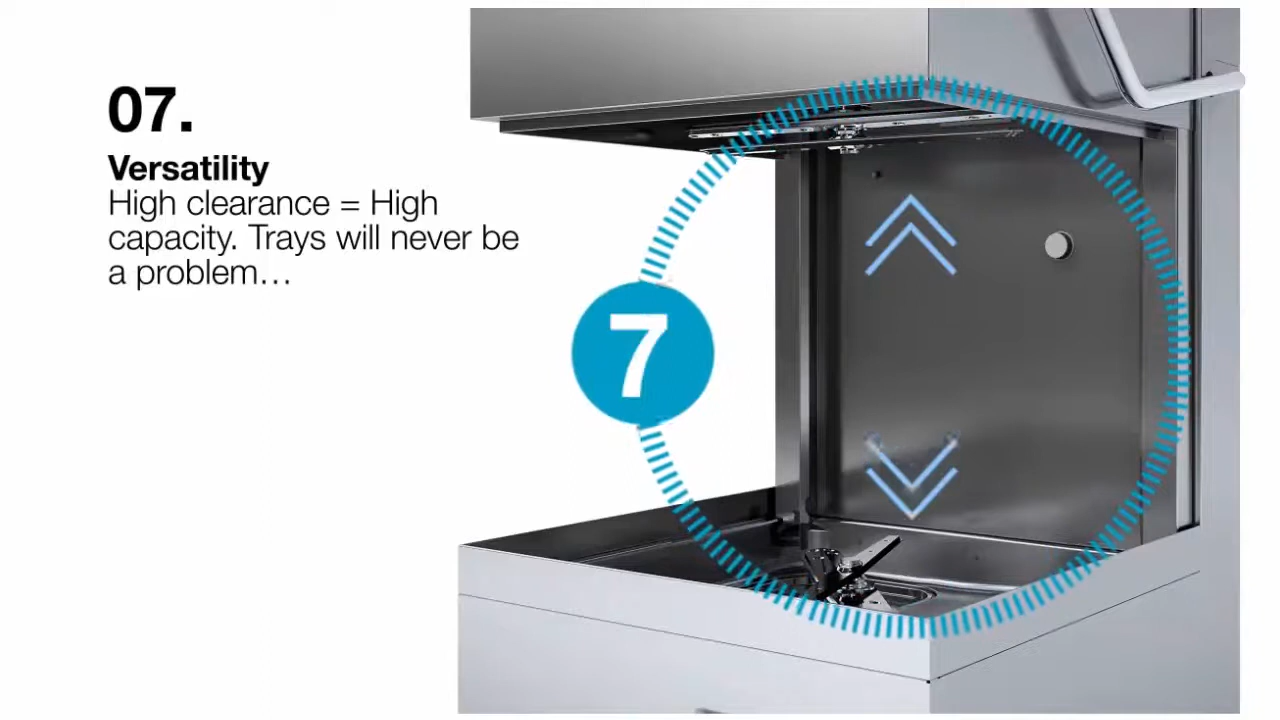 07.
Versatility
High clearance = High
capacity. Trays will never be
a problem…
7